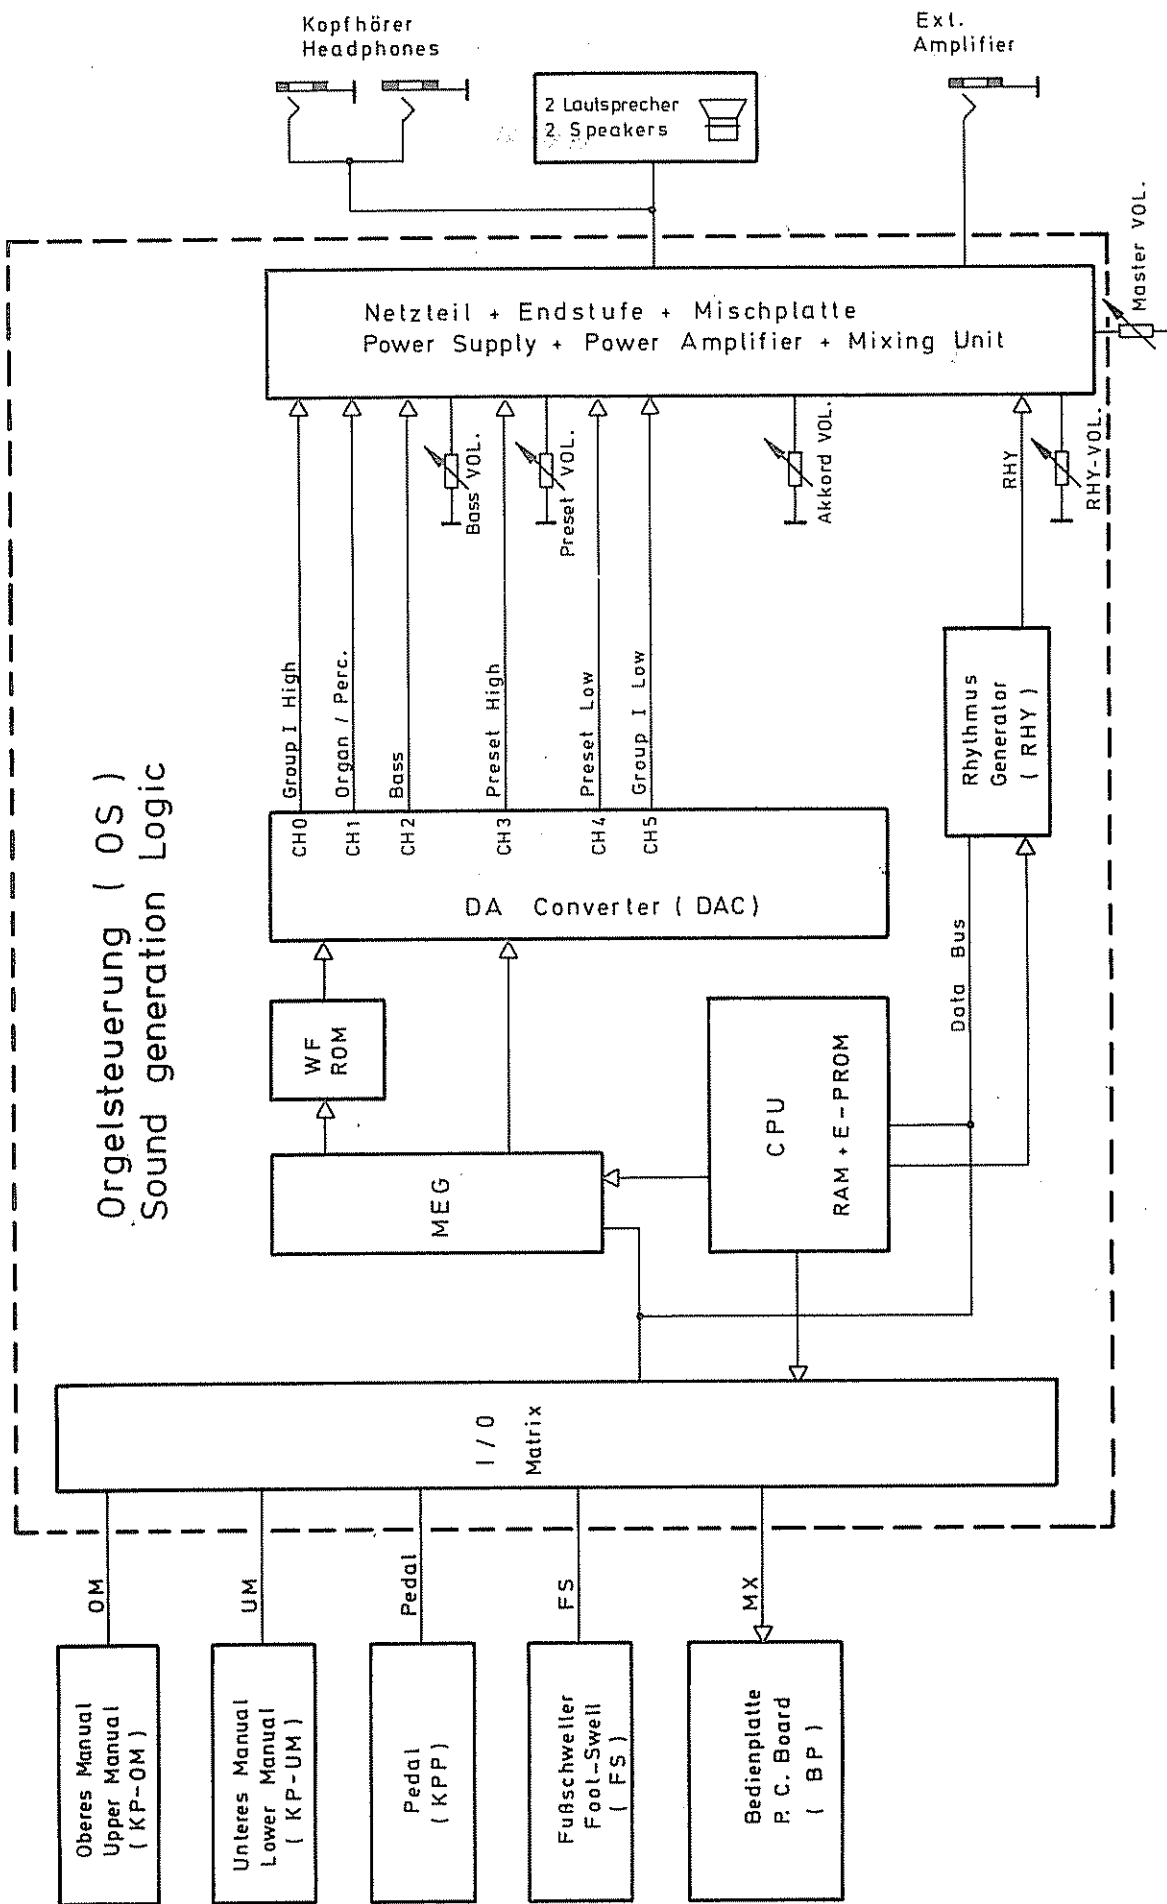 Kopfhörer
Headphones
Ext.
Amplifier
2 Lautsprecher
2 Speakers
Master VOL.
Netzteil + Endstufe + Mischplatte
Power Supply + Power Amplifier + Mixing Unit
Bass VOL.
Preset VOL.
Akkord VOL.
RHY
RHY-VOL.
Group I High
Organ / Perc.
Bass
Preset High
Preset Low
Group I Low
Orgelsteuerung ( OS )
Sound generation Logic
CH0
CH1
CH2
CH3
CH4
CH5
DA Converter ( DAC)
Rhythmus
Generator
( RHY )
WF
ROM
Data Bus
MEG
CPU
RAM + E-PROM
I / O
Matrix
OM
UM
Pedal
FS
MX
Oberes Manual
Upper Manual
( KP-OM)
Unteres Manual
Lower Manual
( KP-UM)
Pedal
(KPP)
Fußschweller
Foot-Swell
( FS )
Bedienplatte
P. C. Board
( BP )